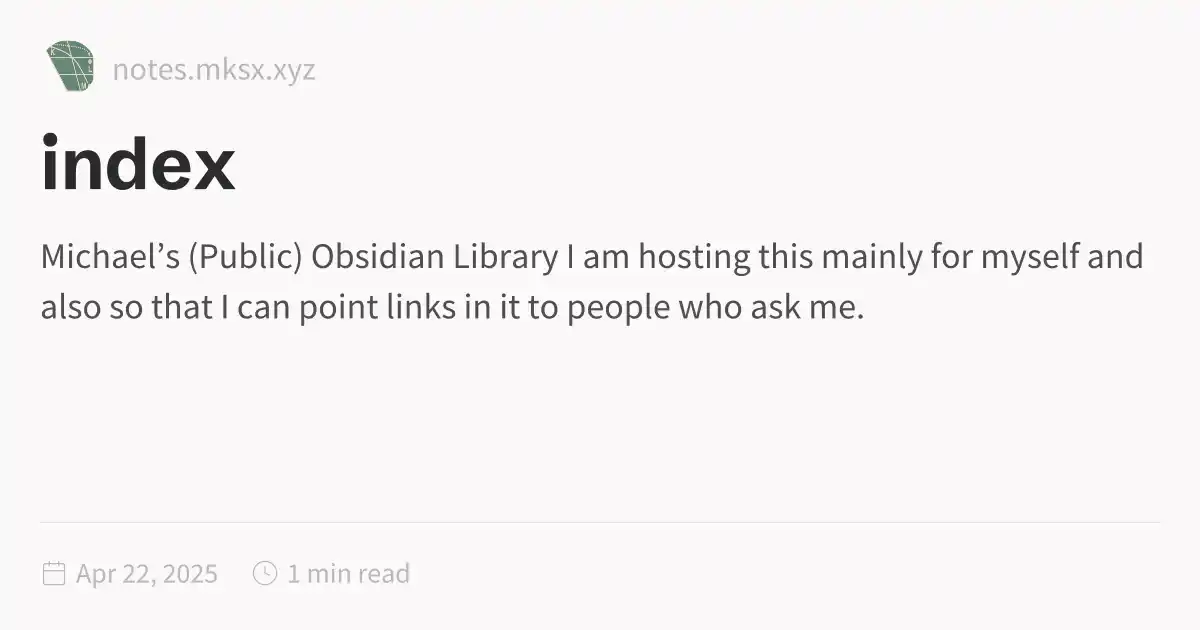 notes.mksx.xyz
index
Michael’s (Public) Obsidian Library I am hosting this mainly for myself and
also so that I can point links in it to people who ask me.
Apr 22, 2025
1 min read